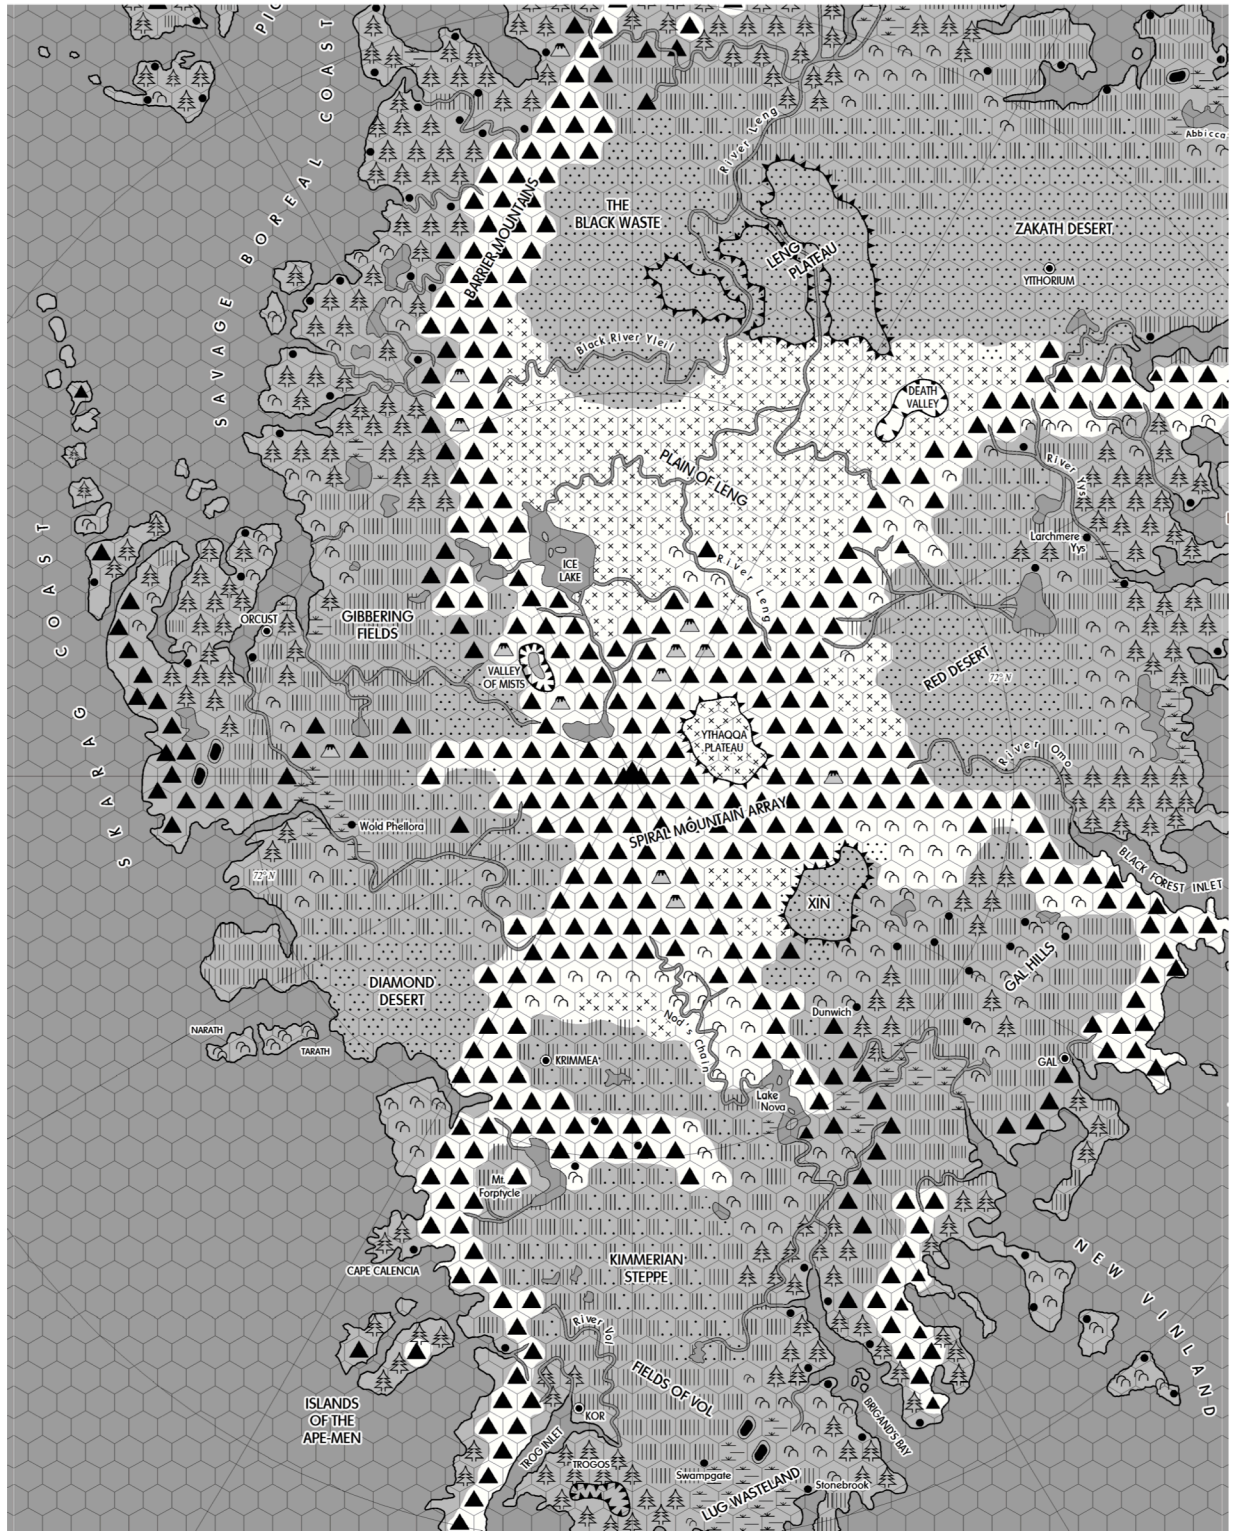 PIC
SAVAGE BOREAL COAST
River Leng
Abbicca
BARRIER MOUNTAINS
THE
BLACK WASTE
LENG
PLATEAU
ZAKATH DESERT
YITHORIUM
Black River Yleil
DEATH
VALLEY
PLAIN OF LENG
River Yys
Larchmere
Yys
ICE
LAKE
River Leng
SKARAG COAST
ORCUST
GIBBERING
FIELDS
VALLEY
OF MISTS
RED DESERT
72° N
YTHAQQA
PLATEAU
River Omo
SPIRAL MOUNTAIN ARRAY
Wold Phellora
72° N
BLACK FOREST INLET
XIN
GAL HILLS
DIAMOND
DESERT
Dunwich
NARATH
TARATH
Nod's Chain
KRIMMEA
GAL
Lake
Nova
Mt.
Forptycle
CAPE CALENCIA
KIMMERIAN
STEPPE
NEW VINLAND
River Vol
FIELDS OF VOL
ISLANDS
OF THE
APE-MEN
KOR
BRIGAND'S BAY
TROG INLET
TROGOS
Swampgate
LUG WASTELAND
Stonebrook